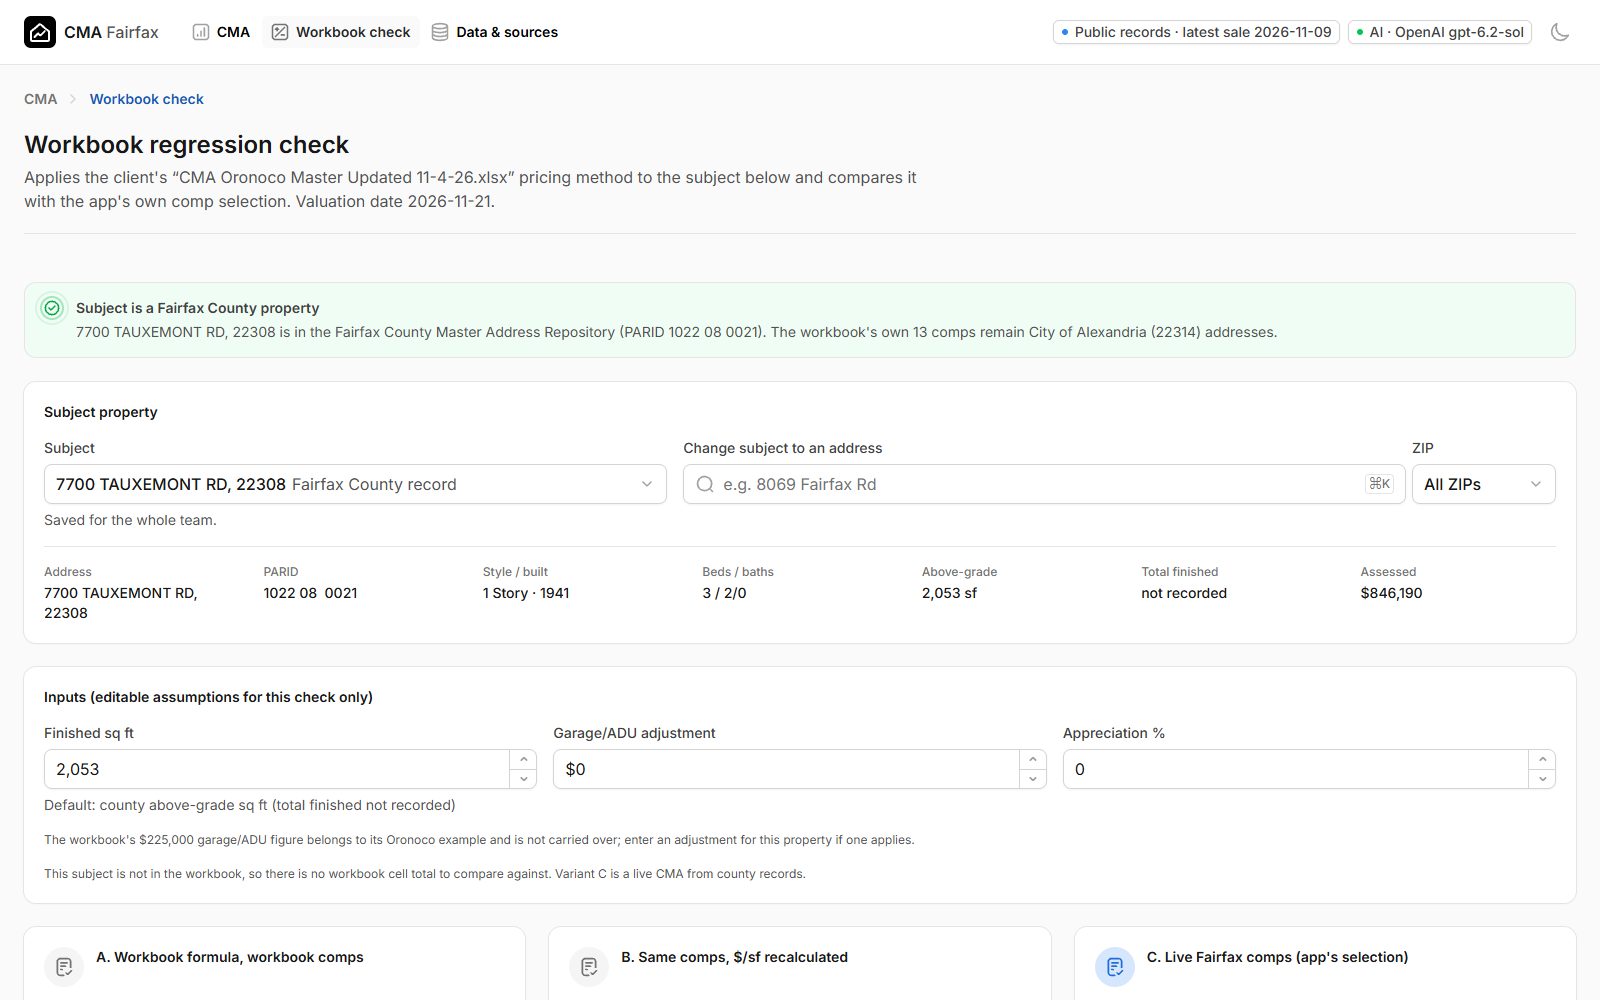 CMA Fairfax
CMA
Workbook check
Data & sources
Public records · latest sale 2026-11-09
AI · OpenAI gpt-6.2-sol
CMA
Workbook check
Workbook regression check
Applies the client's “CMA Oronoco Master Updated 11-4-26.xlsx” pricing method to the subject below and compares it
with the app's own comp selection. Valuation date 2026-11-21.
Subject is a Fairfax County property
7700 TAUXEMONT RD, 22308 is in the Fairfax County Master Address Repository (PARID 1022 08 0021). The workbook's own 13 comps remain City of Alexandria (22314) addresses.
Subject property
Subject
Change subject to an address
ZIP
7700 TAUXEMONT RD, 22308 Fairfax County record
e.g. 8069 Fairfax Rd
⌘K
All ZIPs
Saved for the whole team.
Address
PARID
Style / built
Beds / baths
Above-grade
Total finished
Assessed
7700 TAUXEMONT RD,
22308
1022 08 0021
1 Story · 1941
3 / 2/0
2,053 sf
not recorded
$846,190
Inputs (editable assumptions for this check only)
Finished sq ft
Garage/ADU adjustment
Appreciation %
2,053
$0
0
Default: county above-grade sq ft (total finished not recorded)
The workbook's $225,000 garage/ADU figure belongs to its Oronoco example and is not carried over; enter an adjustment for this property if one applies.
This subject is not in the workbook, so there is no workbook cell total to compare against. Variant C is a live CMA from county records.
A. Workbook formula, workbook comps
B. Same comps, $/sf recalculated
C. Live Fairfax comps (app's selection)